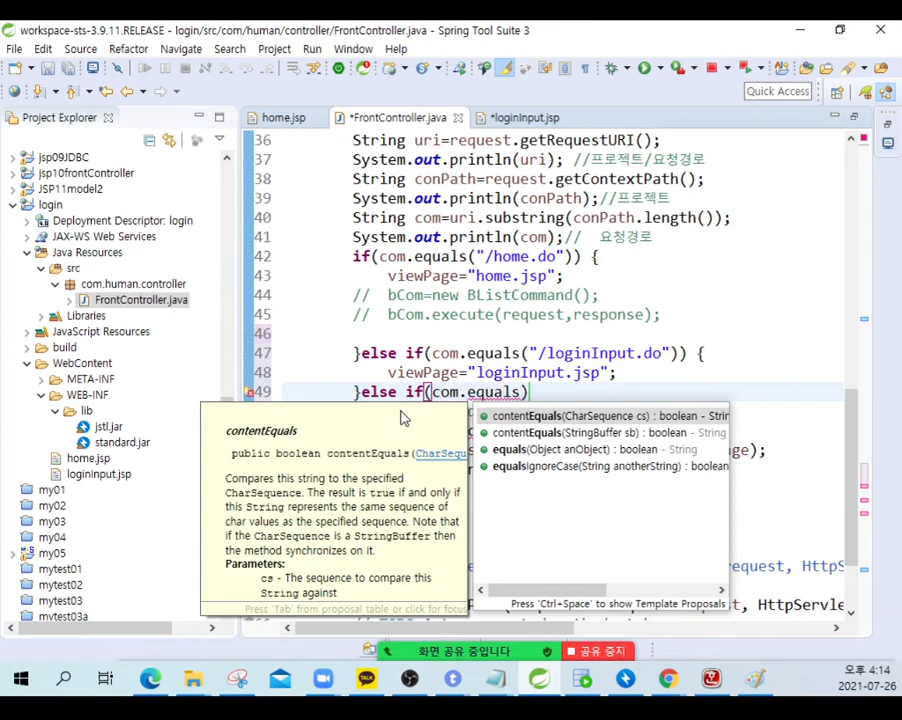 workspace-sts-3.9.11.RELEASE - login/src/com/human/controller/FrontController.java - Spring Tool Suite 3
File Edit Source Refactor Navigate Search Project Run Window Help
Quick Access
Project Explorer
home.jsp *FrontController.java *loginInput.jsp
jsp09JDBC
jsp10frontController
JSP11model2
login
Deployment Descriptor: login
JAX-WS Web Services
Java Resources
src
com.human.controller
FrontController.java
Libraries
JavaScript Resources
build
WebContent
META-INF
WEB-INF
lib
jstl.jar
standard.jar
home.jsp
loginInput.jsp
my01
my02
my03
my04
my05
mytest01
mytest02
mytest03
mytest03a
36 String uri=request.getRequestURI();
37 System.out.println(uri); //프로젝트/요청경로
38 String conPath=request.getContextPath();
39 System.out.println(conPath);//프로젝트
40 String com=uri.substring(conPath.length());
41 System.out.println(com);// 요청경로
42 if(com.equals("/home.do")) {
43 viewPage="home.jsp";
44 // bCom=new BListCommand();
45 // bCom.execute(request,response);
46
47 }else if(com.equals("/loginInput.do")) {
48 viewPage="loginInput.jsp";
49 }else if(com.equals)
contentEquals
public boolean contentEquals(CharSequ
Compares this string to the specified
CharSequence. The result is true if and only if
this String represents the same sequence of
char values as the specified sequence. Note that
if the CharSequence is a StringBuffer then
the method synchronizes on it.
Parameters:
cs - The sequence to compare this
String against
Press 'Tab' from proposal table or click for focus
contentEquals(CharSequence cs) : boolean - Strin
contentEquals(StringBuffer sb) : boolean - String
equals(Object anObject) : boolean - String
equalsIgnoreCase(String anotherString) : boolean
Press 'Ctrl+Space' to show Template Proposals
age);
request, HttpS
t, HttpServle
화면 공유 중입니다
공유 중지
오후 4:14
2021-07-26